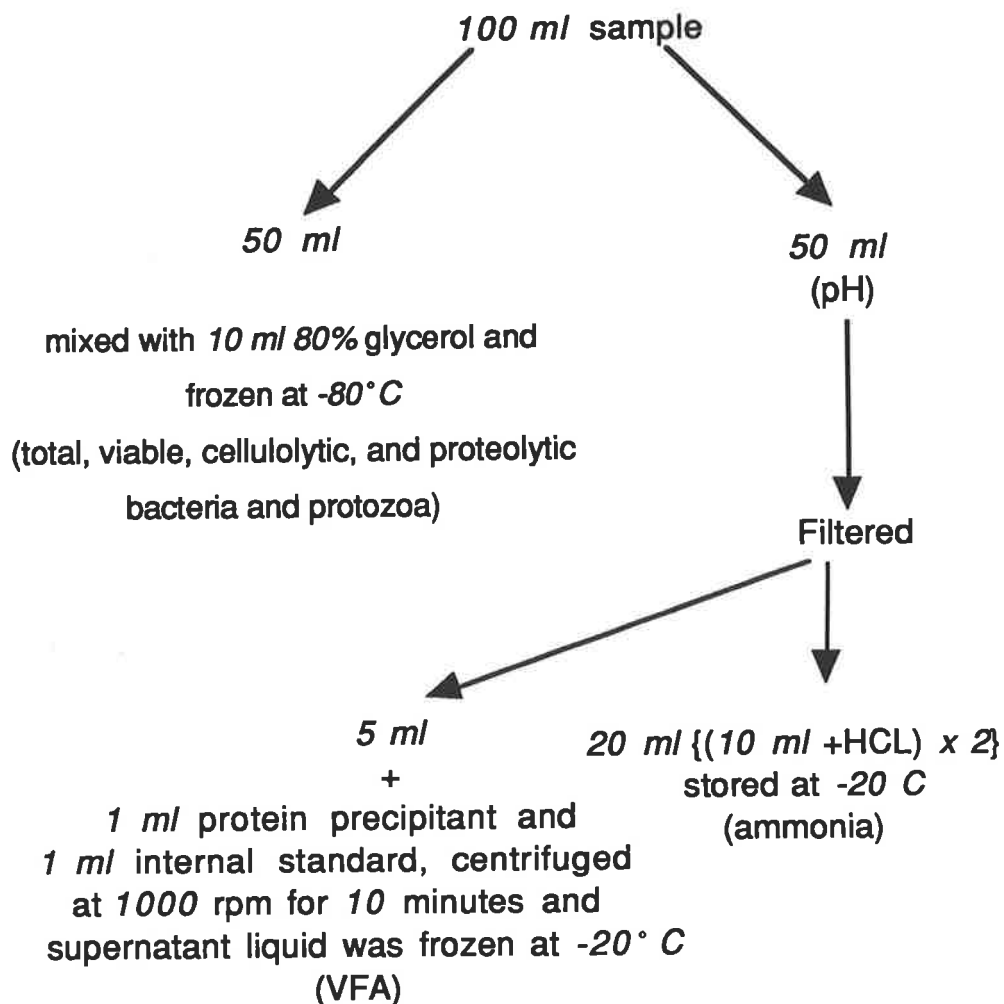 100 ml sample
50 ml
mixed with 10 ml 80% glycerol and
frozen at -80°C
(total, viable, cellulolytic, and proteolytic
bacteria and protozoa)
50 ml
(pH)
Filtered
5 ml
+
1 ml protein precipitant and
1 ml internal standard, centrifuged
at 1000 rpm for 10 minutes and
supernatant liquid was frozen at -20° C
(VFA)
20 ml {(10 ml +HCL) x 2}
stored at -20 C
(ammonia)